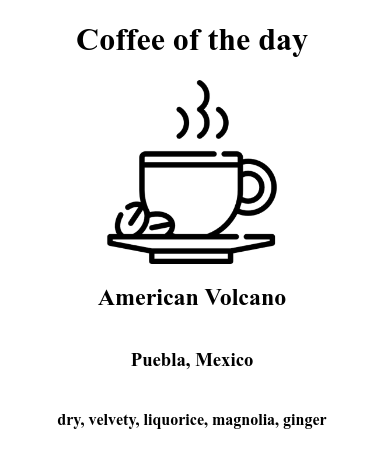 Coffee of the day
American Volcano
Puebla, Mexico
dry, velvety, liquorice, magnolia, ginger